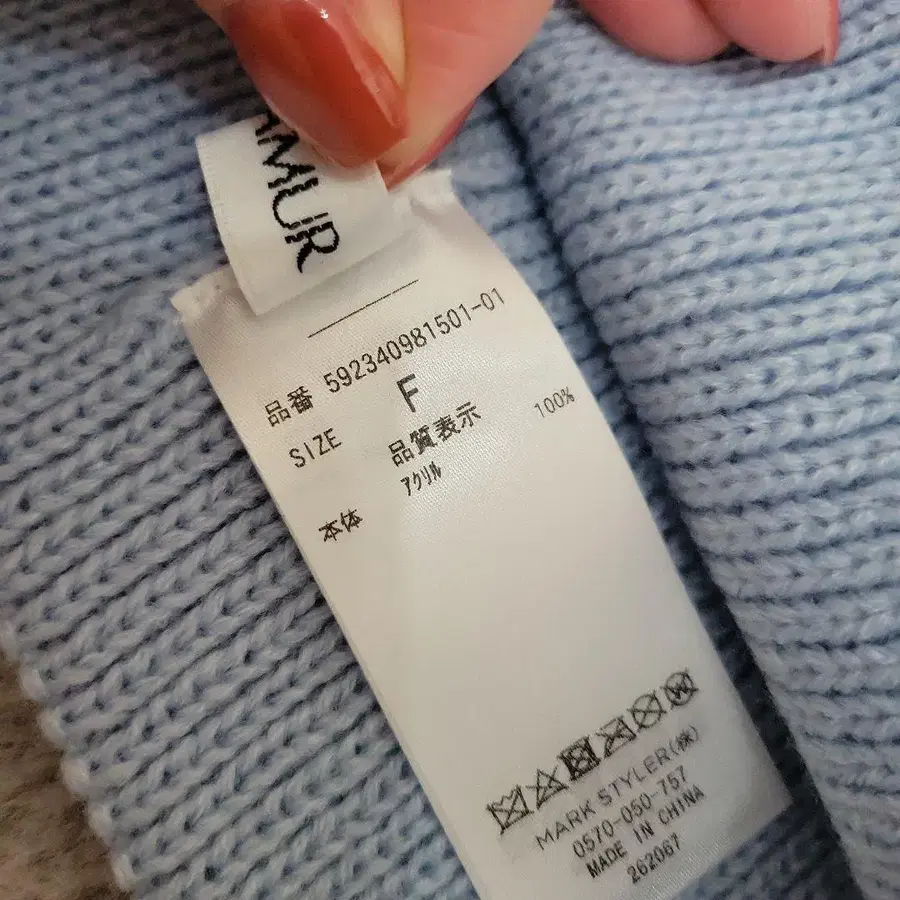 AMUR
品番 592340981501-01
SIZE F
品質表示
本体 アクリル 100%
MARK STYLER(株)
0570-050-757
MADE IN CHINA
262067